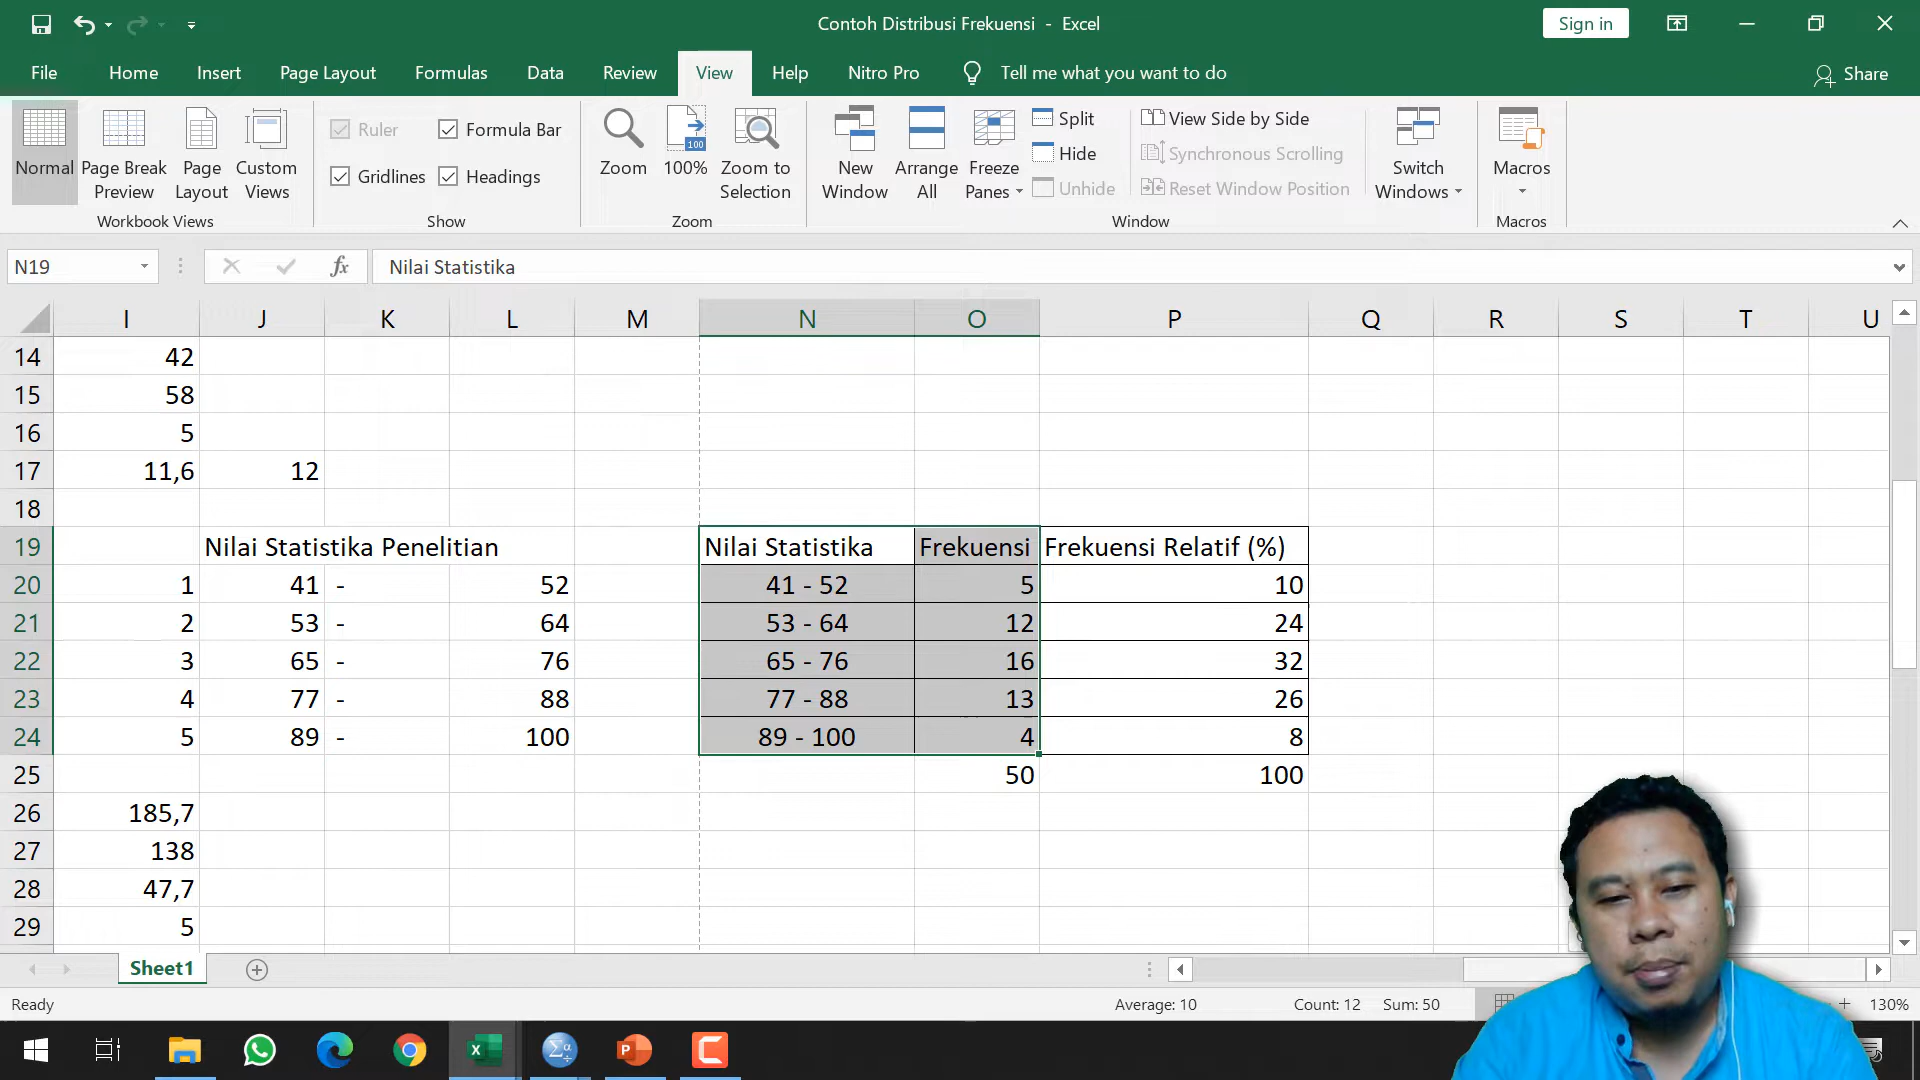 Contoh Distribusi Frekuensi - Excel
Sign in
File Home Insert Page Layout Formulas Data Review View Help Nitro Pro Tell me what you want to do Share
Normal
Page Break Preview
Page Layout
Custom Views
Workbook Views
Ruler Formula Bar
Gridlines Headings
Show
Zoom
100
100%
Zoom to Selection
Zoom
New Window
Arrange All
Freeze Panes
Split
Hide
Unhide
View Side by Side
Synchronous Scrolling
Reset Window Position
Window
Switch Windows
Macros
Macros
N19 fx Nilai Statistika
I J K L M N O P Q R S T U
14 42
15 58
16 5
17 11,6 12
18
19 Nilai Statistika Penelitian Nilai Statistika Frekuensi Frekuensi Relatif (%)
20 1 41 - 52 41 - 52 5 10
21 2 53 - 64 53 - 64 12 24
22 3 65 - 76 65 - 76 16 32
23 4 77 - 88 77 - 88 13 26
24 5 89 - 100 89 - 100 4 8
25 50 100
26 185,7
27 138
28 47,7
29 5
Sheet1
Ready Average: 10 Count: 12 Sum: 50 130%